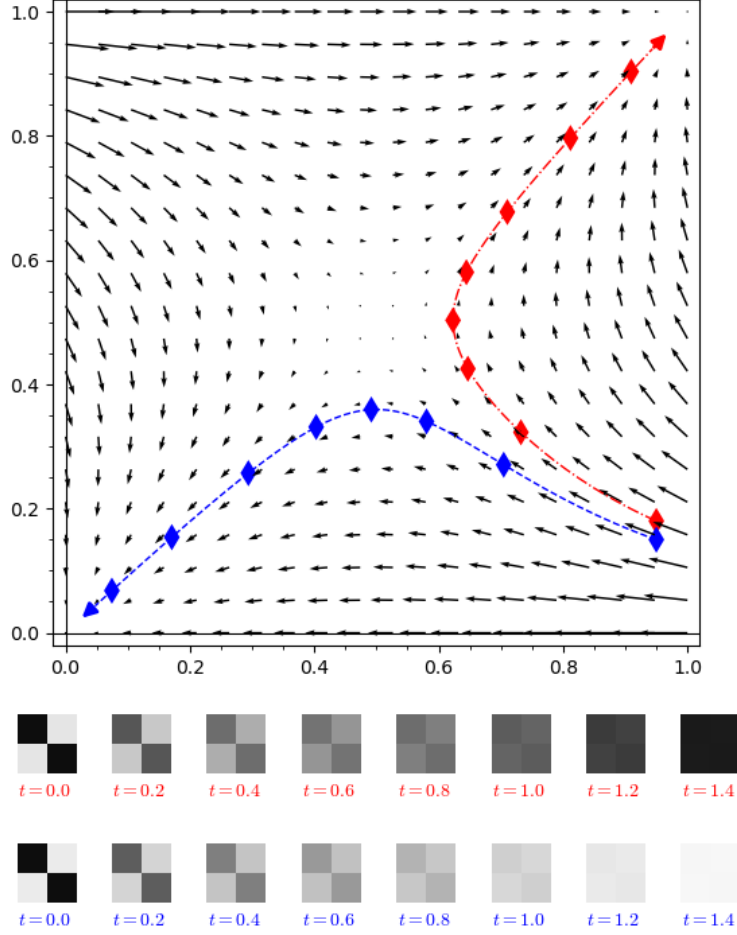 1.0
0.8
0.6
0.4
0.2
0.0
0.0 0.2 0.4 0.6 0.8 1.0
t = 0.0 t = 0.2 t = 0.4 t = 0.6 t = 0.8 t = 1.0 t = 1.2 t = 1.4
t = 0.0 t = 0.2 t = 0.4 t = 0.6 t = 0.8 t = 1.0 t = 1.2 t = 1.4